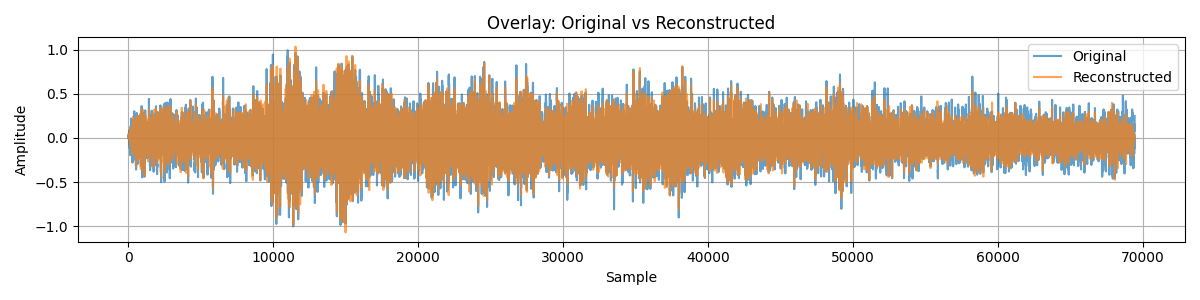 Overlay: Original vs Reconstructed
Original
Reconstructed
Amplitude
1.0
0.5
0.0
−0.5
−1.0
0 10000 20000 30000 40000 50000 60000 70000
Sample